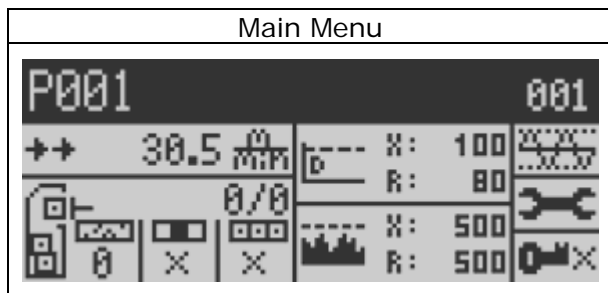 Main Menu
P001 001
30.5 m/min
D X: 100
R: 80
0/0
X: 500
0 X X R: 500 X